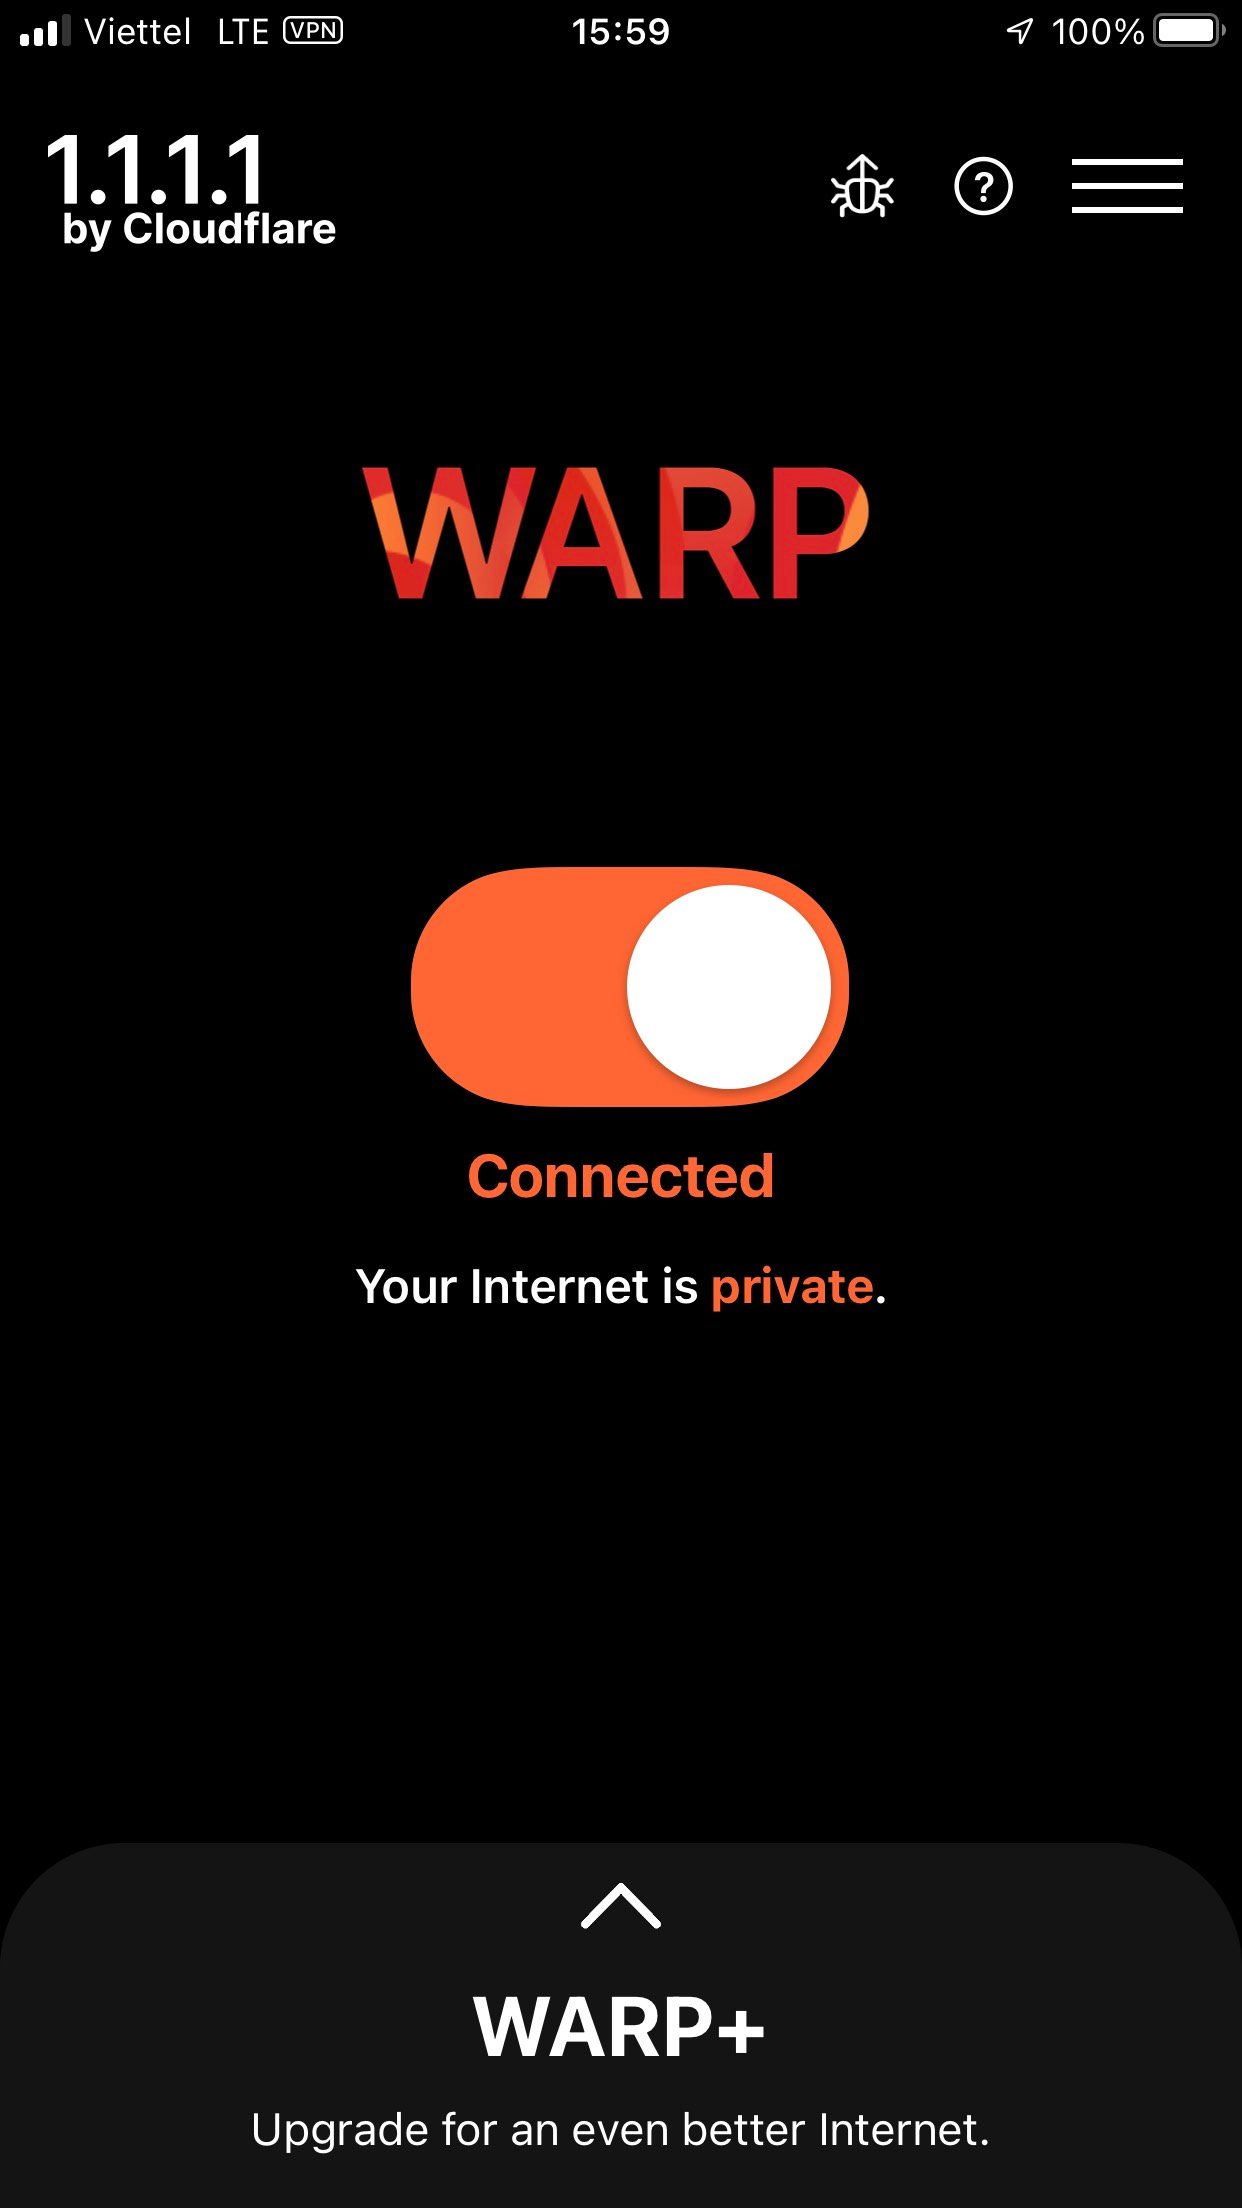 Viettel LTE VPN 15:59 100%
1.1.1.1
by Cloudflare
?
WARP
Connected
Your Internet is private.
WARP+
Upgrade for an even better Internet.